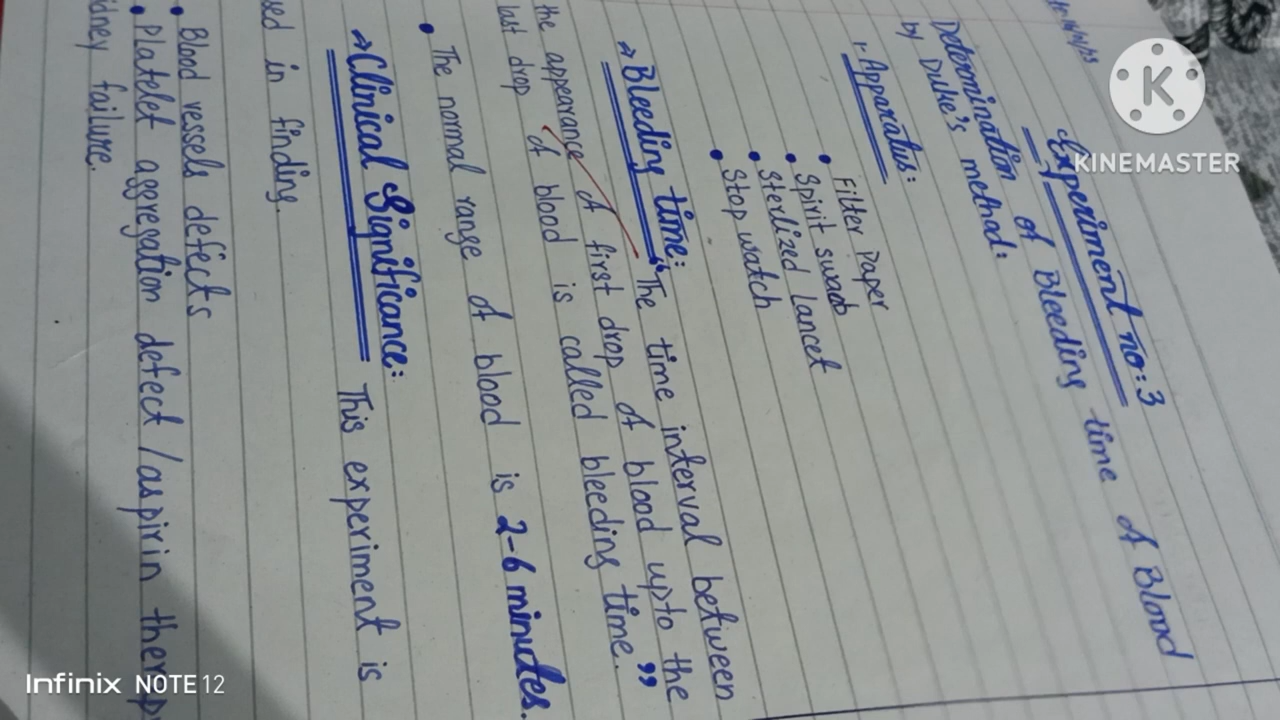 Experiment no:3
Determination of Bleeding time of Blood
by Duke's method:
Apparatus:
• Filter Paper
• Spirit swab
• Sterlized Lancet
• Stop watch
→Bleeding time: "The time interval between
the appearance of first drop of blood upto the
last drop of blood is called bleeding time."
• The normal range of blood is 2-6 minutes.
→Clinical Significance: This experiment is
in finding.
• Blood vessels defects
• Platelet aggregation defect /aspirin
failure.
K
KINEMASTER
Infinix NOTE 12